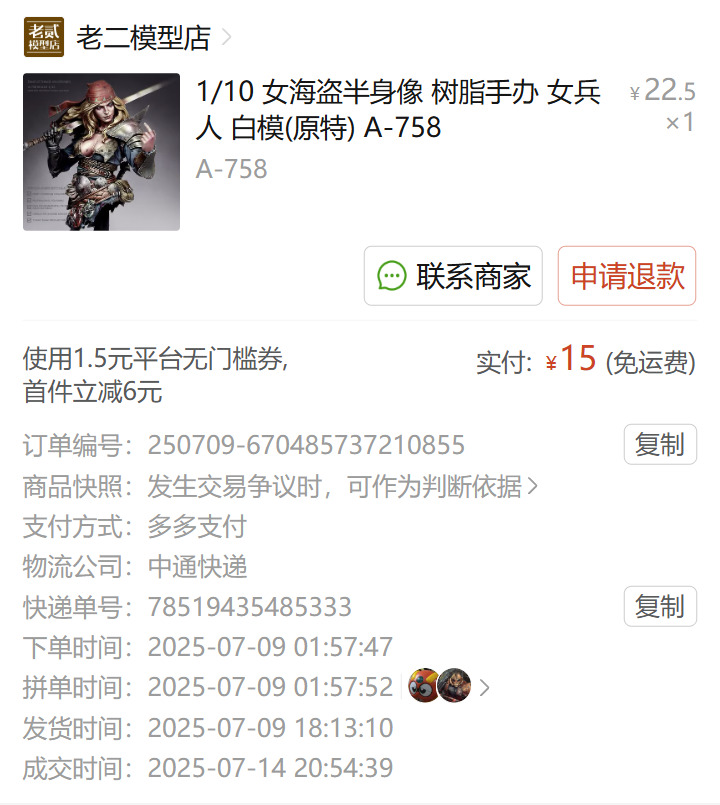 老贰
模型店
老二模型店
1/10 女海盗半身像 树脂手办 女兵
¥22.5
人 白模(原特) A-758
×1
A-758
联系商家
申请退款
使用1.5元平台无门槛券,
首件立减6元
实付: ¥15 (免运费)
订单编号: 250709-670485737210855
复制
商品快照: 发生交易争议时，可作为判断依据
支付方式: 多多支付
物流公司: 中通快递
快递单号: 78519435485333
复制
下单时间: 2025-07-09 01:57:47
拼单时间: 2025-07-09 01:57:52
发货时间: 2025-07-09 18:13:10
成交时间: 2025-07-14 20:54:39